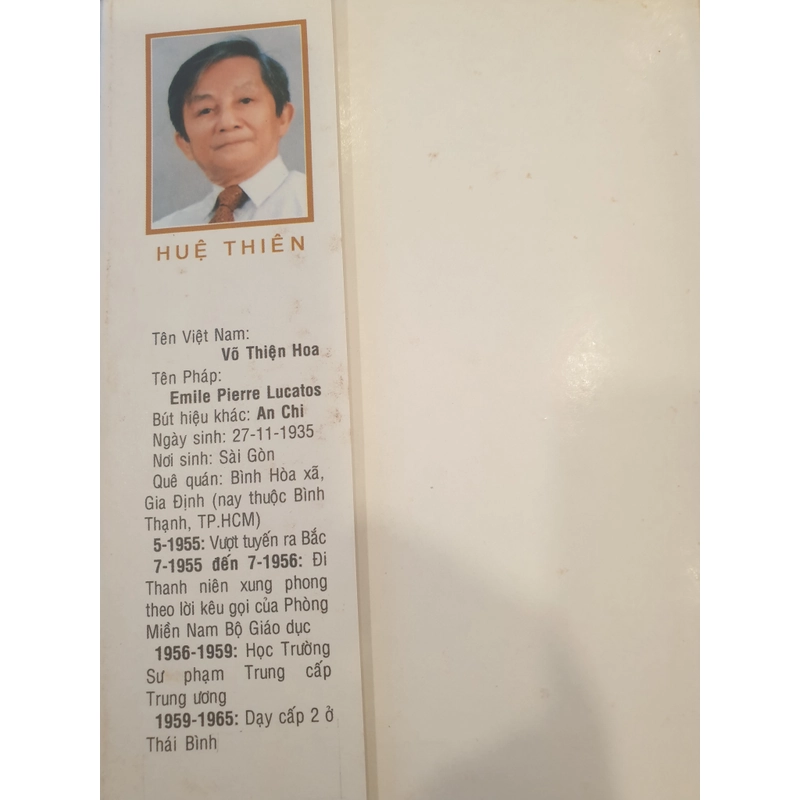 HUỆ THIÊN
Tên Việt Nam:
Võ Thiện Hoa
Tên Pháp:
Emile Pierre Lucatos
Bút hiệu khác: An Chi
Ngày sinh: 27-11-1935
Nơi sinh: Sài Gòn
Quê quán: Bình Hòa xã,
Gia Định (nay thuộc Bình
Thạnh, TP.HCM)
5-1955: Vượt tuyến ra Bắc
7-1955 đến 7-1956: Đi
Thanh niên xung phong
theo lời kêu gọi của Phòng
Miền Nam Bộ Giáo dục
1956-1959: Học Trường
Sư phạm Trung cấp
Trung ương
1959-1965: Dạy cấp 2 ở
Thái Bình